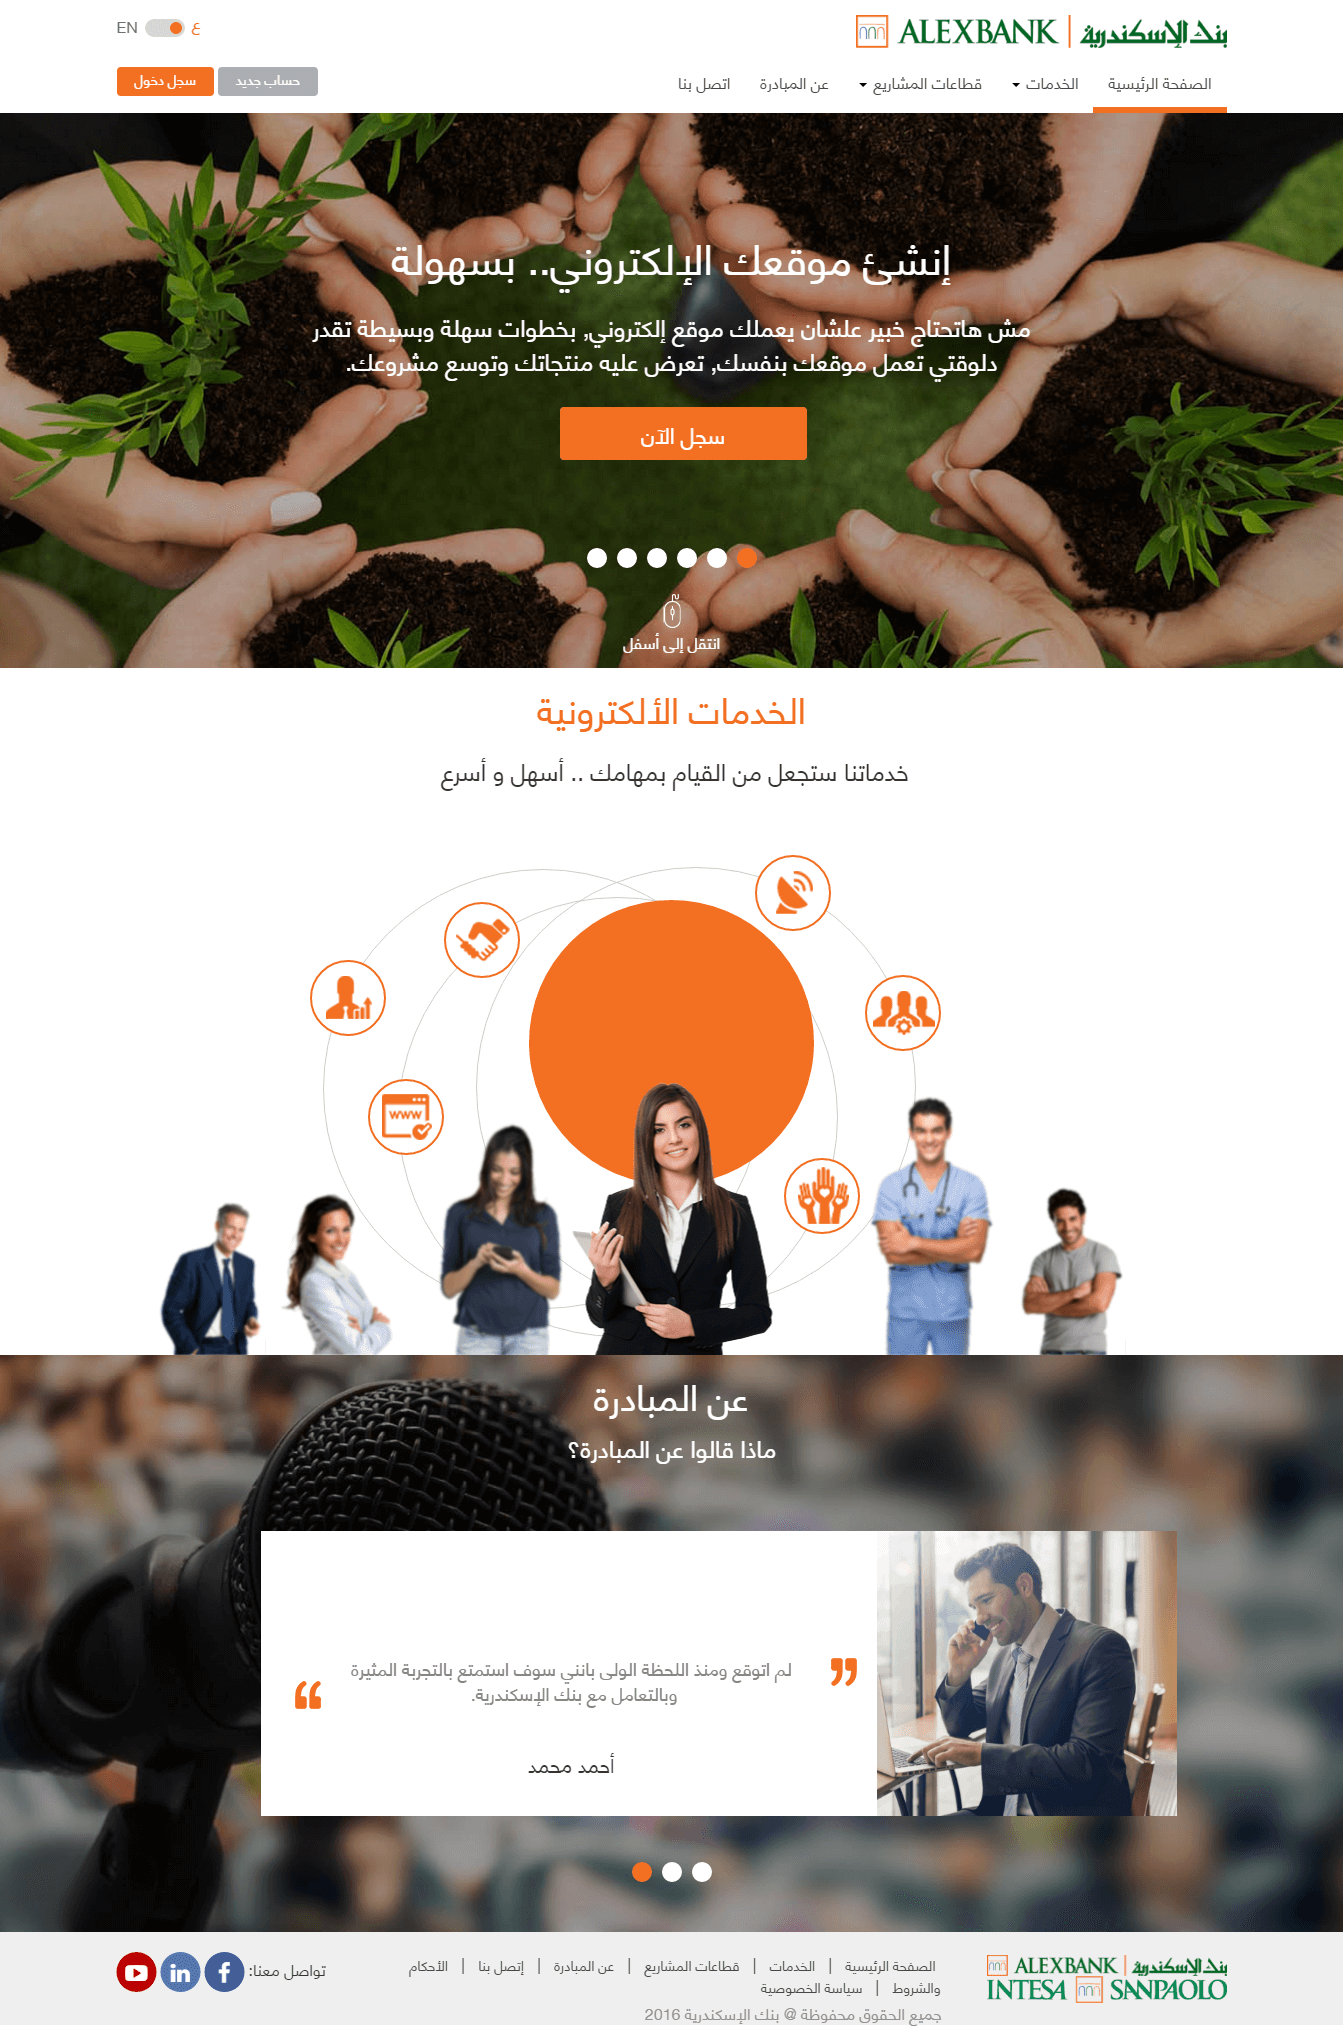 بنك الإسكندرية | ALEXBANK
ع EN
حساب جديد
سجل دخول
الصفحة الرئيسية
الخدمات
قطاعات المشاريع
عن المبادرة
اتصل بنا
إنشئ موقعك الإلكتروني.. بسهولة
مش هاتحتاج خبير علشان يعملك موقع إلكتروني, بخطوات سهلة وبسيطة تقدر
دلوقتي تعمل موقعك بنفسك, تعرض عليه منتجاتك وتوسع مشروعك.
سجل الآن
انتقل إلى أسفل
الخدمات الألكترونية
خدماتنا ستجعل من القيام بمهامك .. أسهل و أسرع
www
عن المبادرة
ماذا قالوا عن المبادرة؟
لم اتوقع ومنذ اللحظة الولى بانني سوف استمتع بالتجربة المثيرة
وبالتعامل مع بنك الإسكندرية.
أحمد محمد
بنك الإسكندرية | ALEXBANK
INTESA SANPAOLO
الصفحة الرئيسية | الخدمات | قطاعات المشاريع | عن المبادرة | إتصل بنا | الأحكام
والشروط | سياسة الخصوصية
جميع الحقوق محفوظة @ بنك الإسكندرية 2016
تواصل معنا: